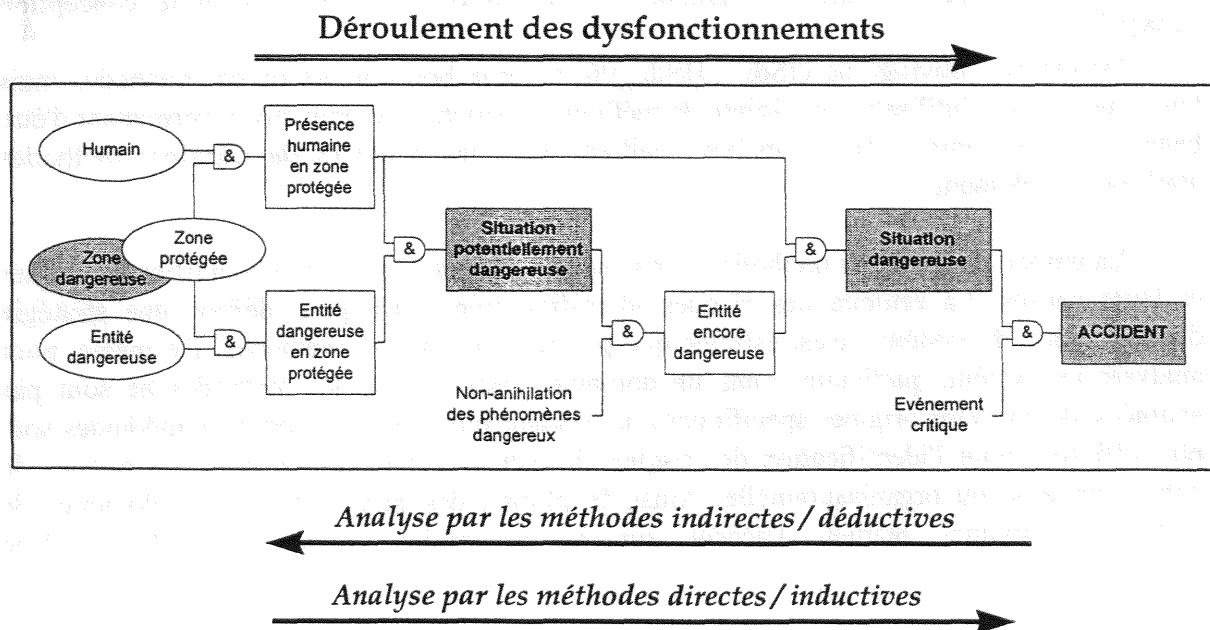 Déroulement des dysfonctionnements
Humain
&
Présence
humaine
en zone
protégée
Zone
protégée
Zone
dangereuse
Entité
dangereuse
&
Entité
dangereuse
en zone
protégée
&
Situation
potentiellement
dangereuse
Non-anihilation
des phénomènes
dangereux
&
Entité
encore
dangereuse
&
Situation
dangereuse
Evénement
critique
&
ACCIDENT
Analyse par les méthodes indirectes / déductives
Analyse par les méthodes directes / inductives